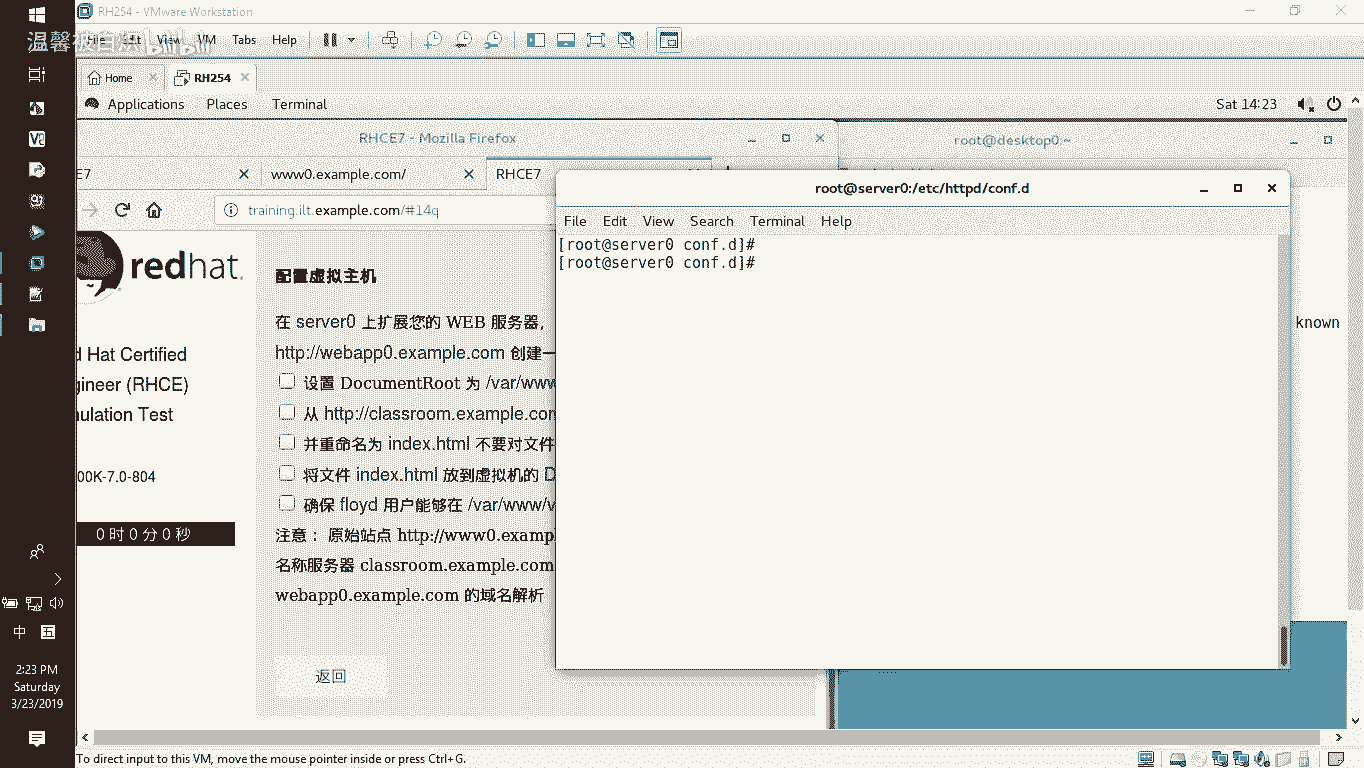 RH254 - VMware Workstation
温馨被自湿 bilibili
View VM Tabs Help
Home
RH254
Applications Places Terminal
Sat 14:23
RHCE7 - Mozilla Firefox
root@desktop0:~
E7
www0.example.com/
RHCE7
root@server0:/etc/httpd/conf.d
training.ilt.example.com/#14q
File Edit View Search Terminal Help
[root@server0 conf.d]#
[root@server0 conf.d]#
redhat.
配置虚拟主机
在 server0 上扩展您的 WEB 服务器,
known
http://webapp0.example.com 创建一
d Hat Certified
设置 DocumentRoot 为 /var/www
gineer (RHCE)
从 http://classroom.example.com
ulation Test
并重命名为 index.html 不要对文件
将文件 index.html 放到虚拟机的 D
00K-7.0-804
确保 floyd 用户能够在 /var/www/v
0 时 0 分 0 秒
注意： 原始站点 http://www0.examp
名称服务器 classroom.example.com
webapp0.example.com 的域名解析
返回
中 五
2:23 PM
Saturday
3/23/2019
To direct input to this VM, move the mouse pointer inside or press Ctrl+G.